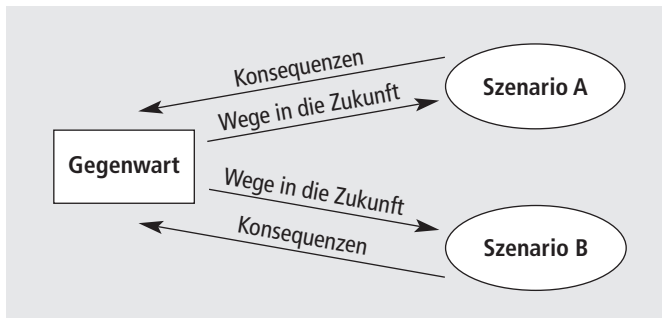 Konsequenzen
Wege in die Zukunft
Szenario A
Gegenwart
Wege in die Zukunft
Konsequenzen
Szenario B